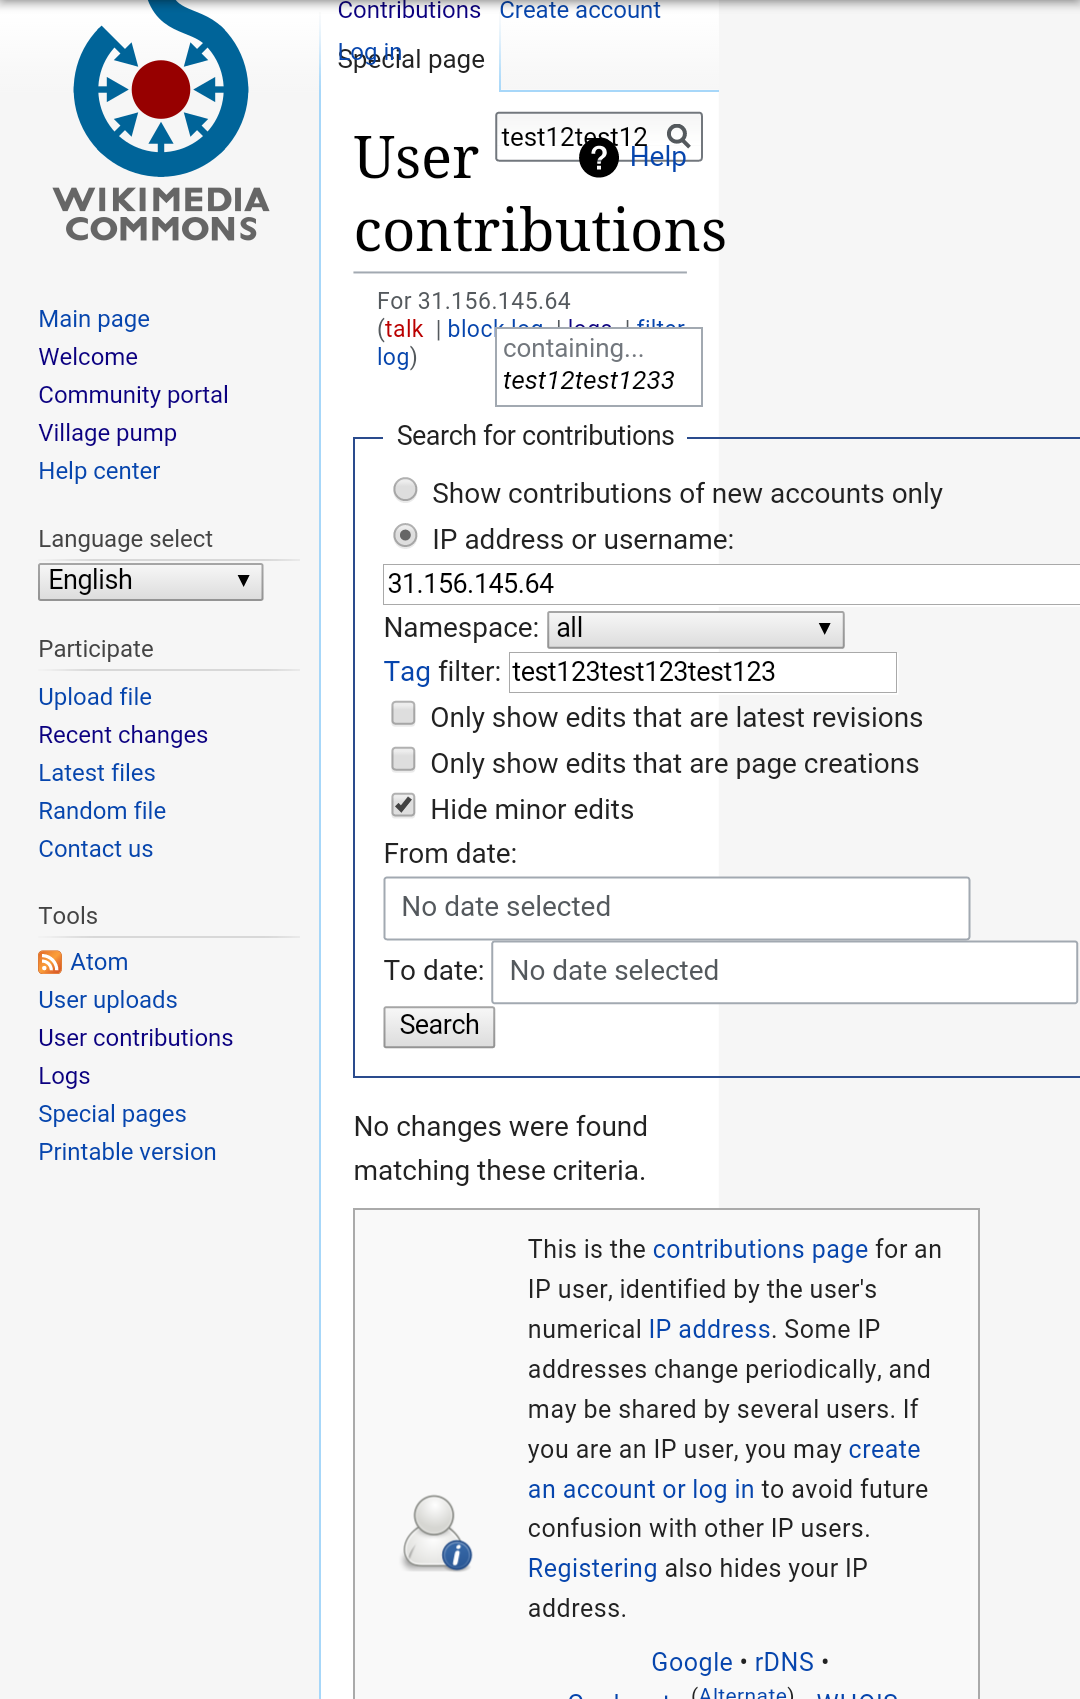 WIKIMEDIA
COMMONS
Main page
Welcome
Community portal
Village pump
Help center
Language select
English
Participate
Upload file
Recent changes
Latest files
Random file
Contact us
Tools
Atom
User uploads
User contributions
Logs
Special pages
Printable version
Contributions Create account
Log in
Special page
test12test12
Help
User
contributions
For 31.156.145.64
(talk | block log | logs | filter
log)
containing...
test12test1233
Search for contributions
Show contributions of new accounts only
IP address or username:
31.156.145.64
Namespace: all
Tag filter: test123test123test123
Only show edits that are latest revisions
Only show edits that are page creations
Hide minor edits
From date:
No date selected
To date: No date selected
Search
No changes were found
matching these criteria.
This is the contributions page for an
IP user, identified by the user's
numerical IP address. Some IP
addresses change periodically, and
may be shared by several users. If
you are an IP user, you may create
an account or log in to avoid future
confusion with other IP users.
Registering also hides your IP
address.
Google • rDNS •
(Alternate) WHOIS